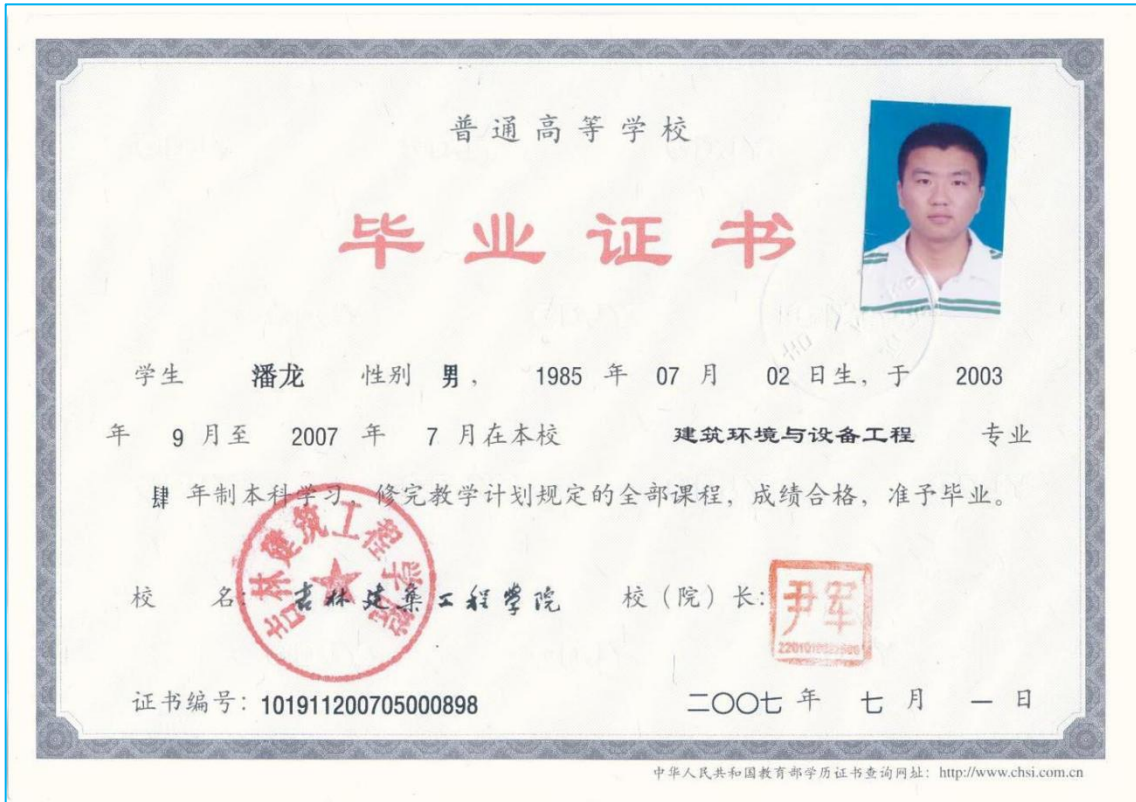 普通高等学校
毕业证书
学生 潘龙 性别 男， 1985 年 07 月 02 日生，于 2003
年 9 月至 2007 年 7 月在本校 建筑环境与设备工程 专业
肆 年制本科学习，修完教学计划规定的全部课程，成绩合格，准予毕业。
吉林建筑工程学院
校 名：吉林建筑工程学院 校（院）长：尹军
证书编号：101911200705000898 二〇〇七 年 七 月 一 日
中华人民共和国教育部学历证书查询网址：http://www.chsi.com.cn